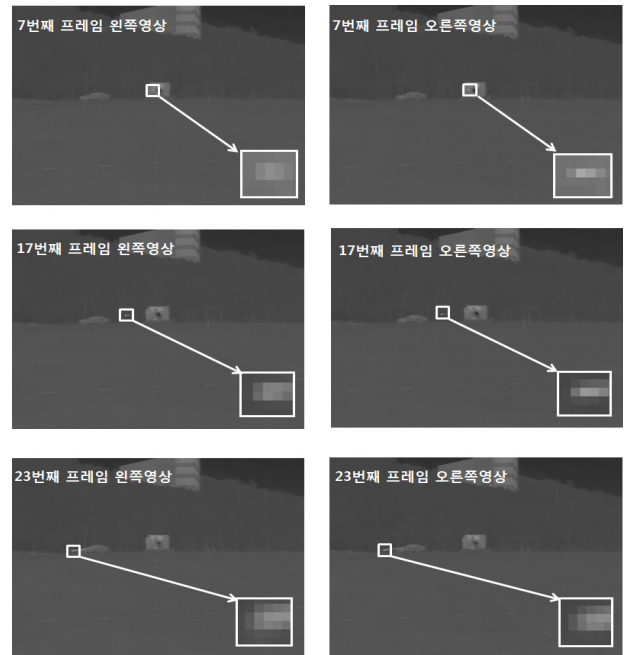 7번째 프레임 왼쪽영상
7번째 프레임 오른쪽영상
17번째 프레임 왼쪽영상
17번째 프레임 오른쪽영상
23번째 프레임 왼쪽영상
23번째 프레임 오른쪽영상